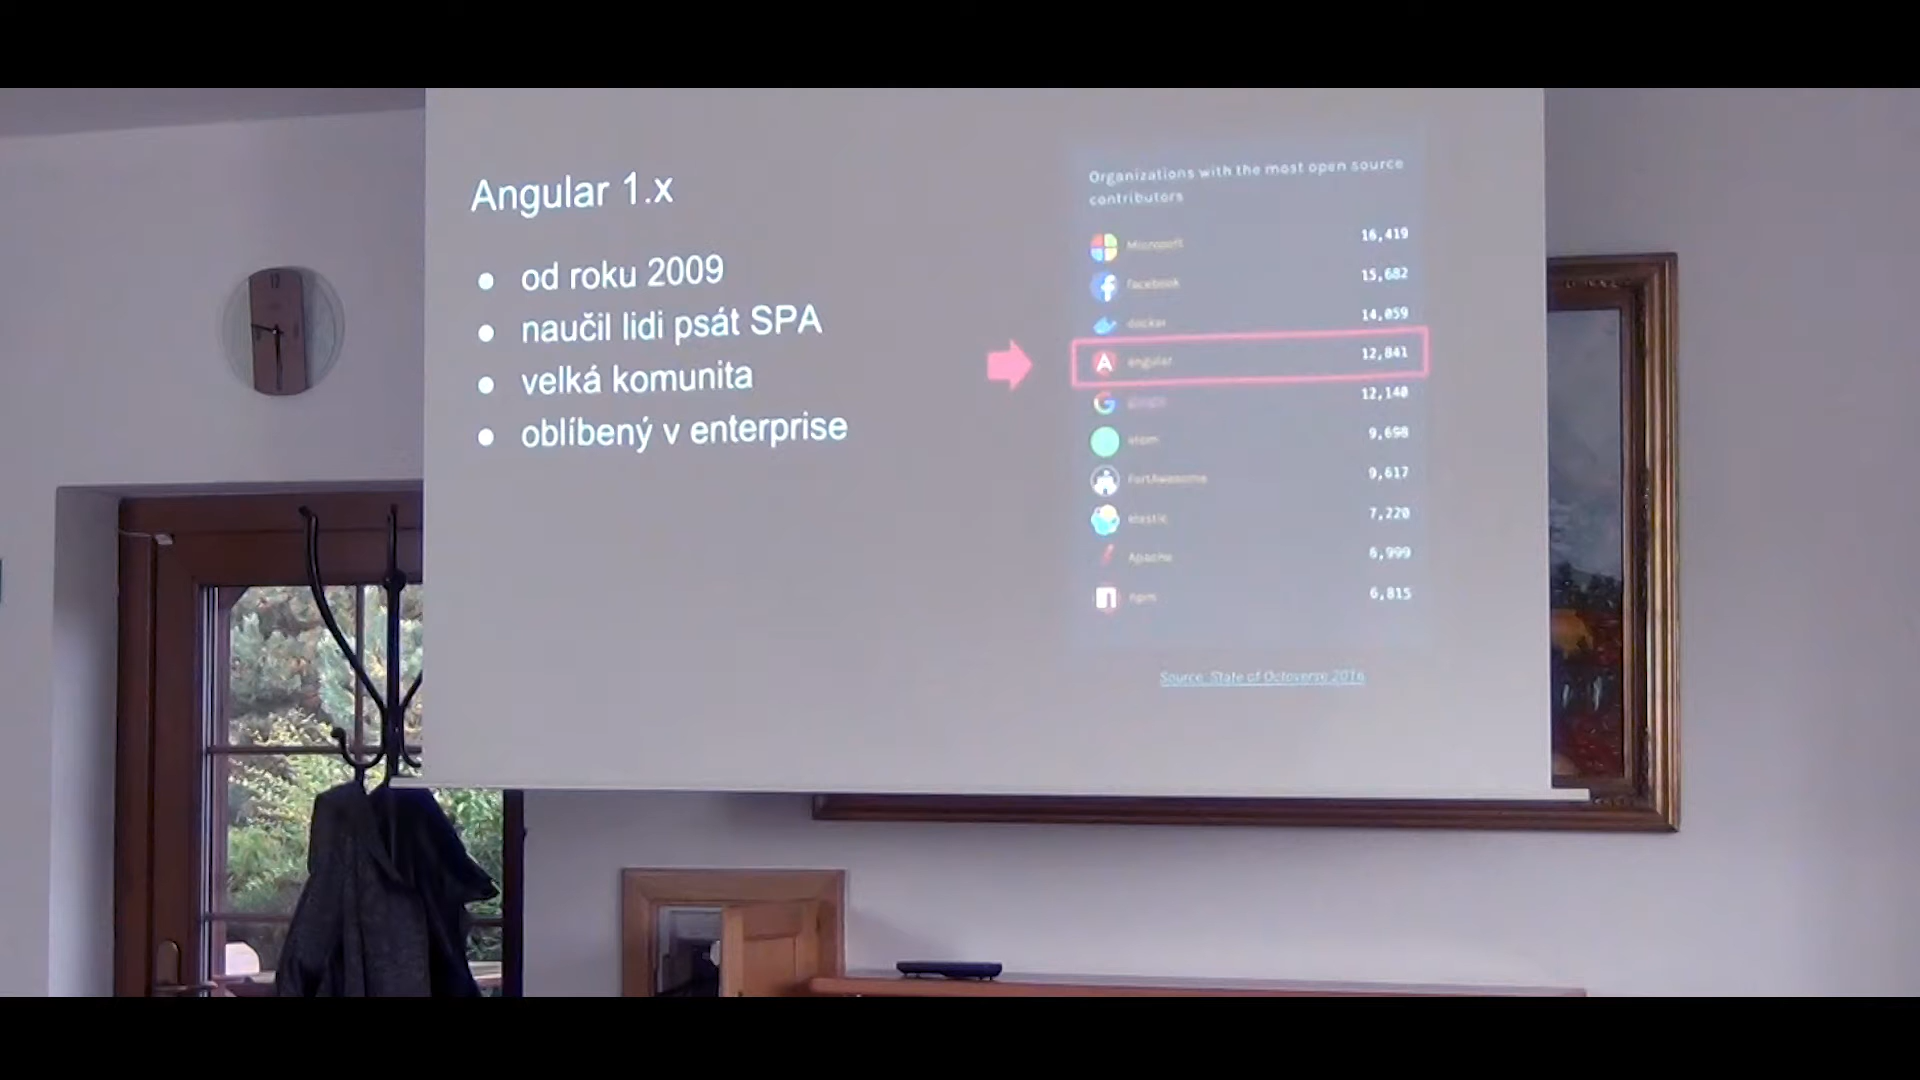 Angular 1.x
● od roku 2009
● naučil lidi psát SPA
● velká komunita
● oblíbený v enterprise
Organizations with the most open source
contributors
Microsoft 16,419
facebook 15,682
docker 14,059
angular 12,841
google 12,140
atom 9,698
FortAwesome 9,617
elastic 7,220
Apache 6,999
npm 6,815
Source: State of Octoverse 2016